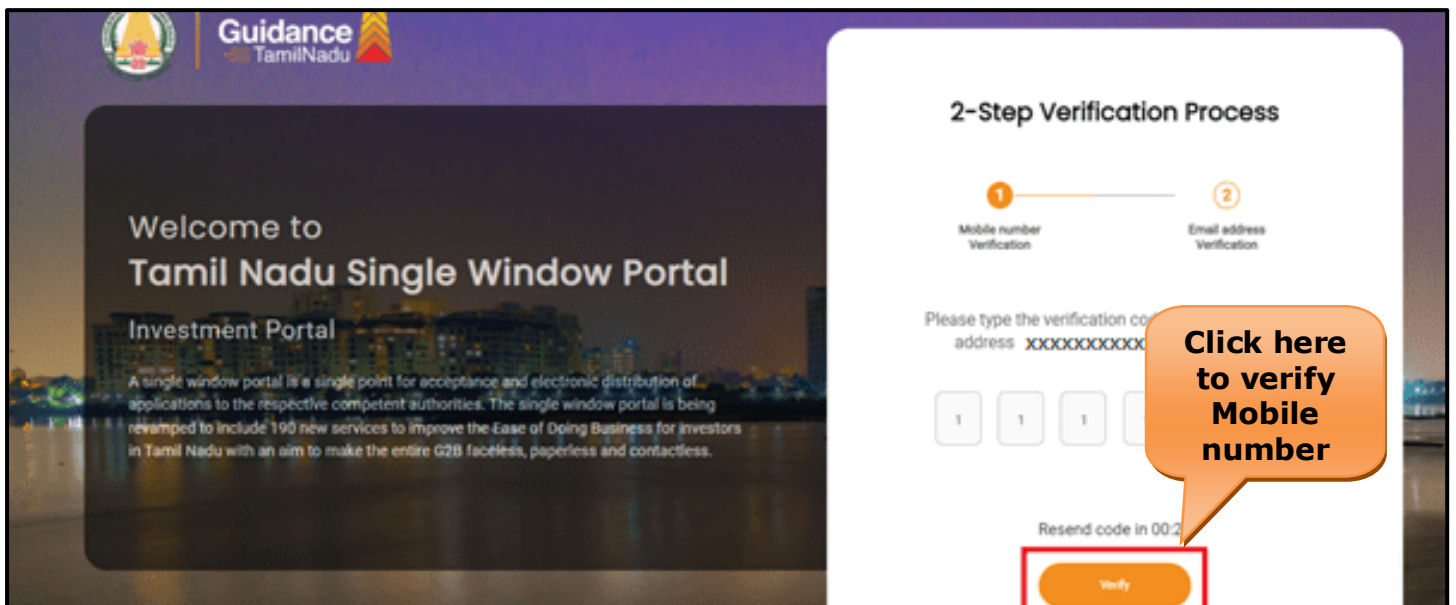 Guidance
TamilNadu
Welcome to
Tamil Nadu Single Window Portal
Investment Portal
A single window portal is a single point for acceptance and electronic distribution of
applications to the respective competent authorities. The single window portal is being
revamped to include 190 new services to improve the Ease of Doing Business for investors
in Tamil Nadu with an aim to make the entire G2B faceless, paperless and contactless.
2-Step Verification Process
1
2
Mobile number
Verification
Email address
Verification
Please type the verification
address xxxxxxxxxxx
1 1 1
Click here
to verify
Mobile
number
Resend code in 00:2
Verify